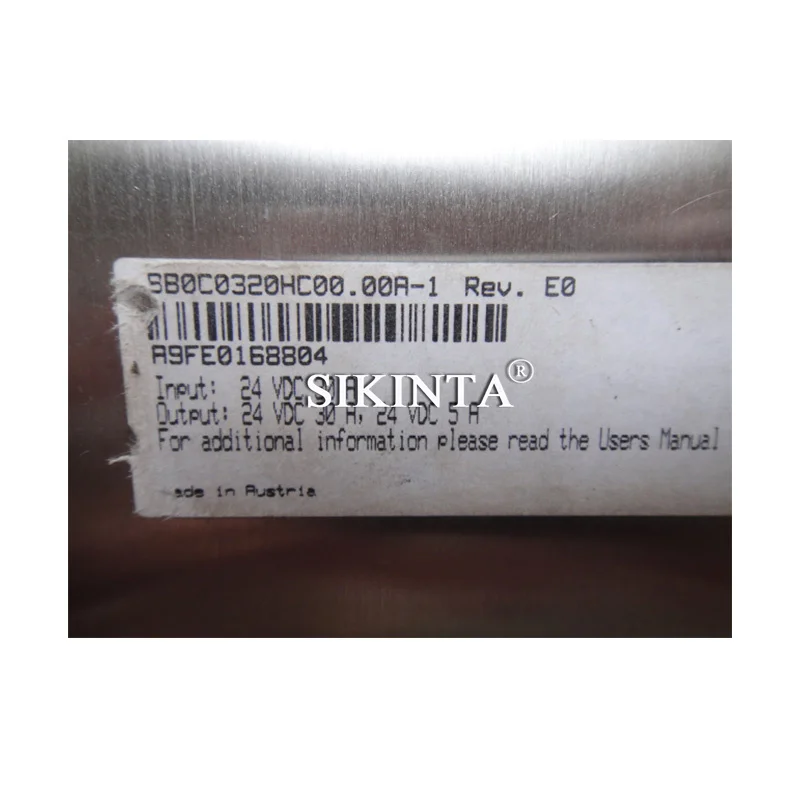 8B0C0320HC00.00A-1 Rev. E0
A9FE0168804
Input: 24 VDC,
SIKINTA®
Output: 24 VDC 30 A, 24 VDC 5 A
For additional information please read the Users Manual
ade in Austria